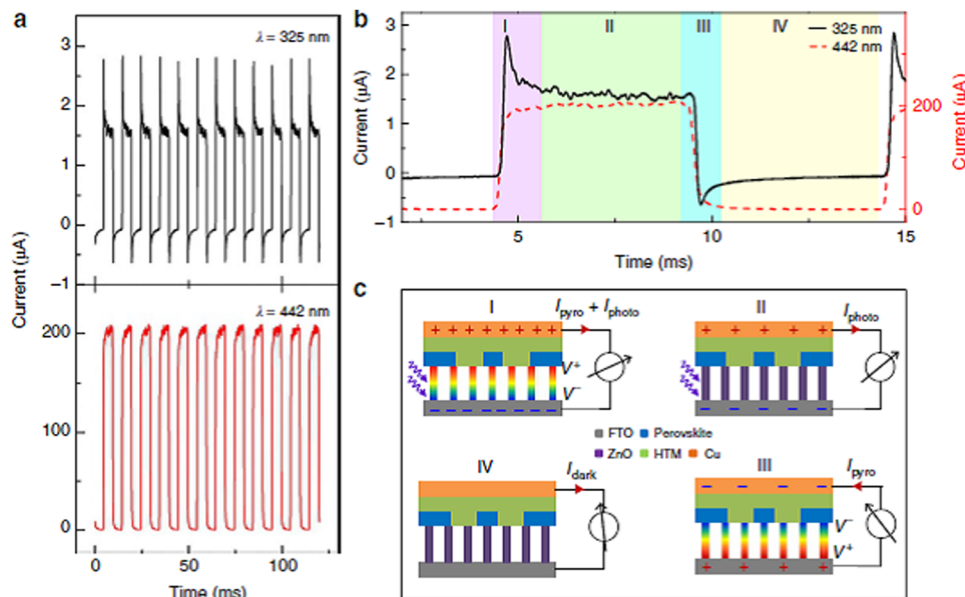 a
λ = 325 nm
3
2
1
0
−1
Current (µA)
λ = 442 nm
200
100
0
0 50 100
Time (ms)
b
I II III IV
325 nm
442 nm
3
2
1
0
−1
Current (µA)
200
0
Current (µA)
5 10 15
Time (ms)
c
I
Ipyro + Iphoto
+ + + + + + + +
V+
V−
− − − − − − − −
II
Iphoto
+ + + +
− − − −
FTO Perovskite
ZnO HTM Cu
IV
Idark
III
Ipyro
− − − −
V−
V+
+ + + +